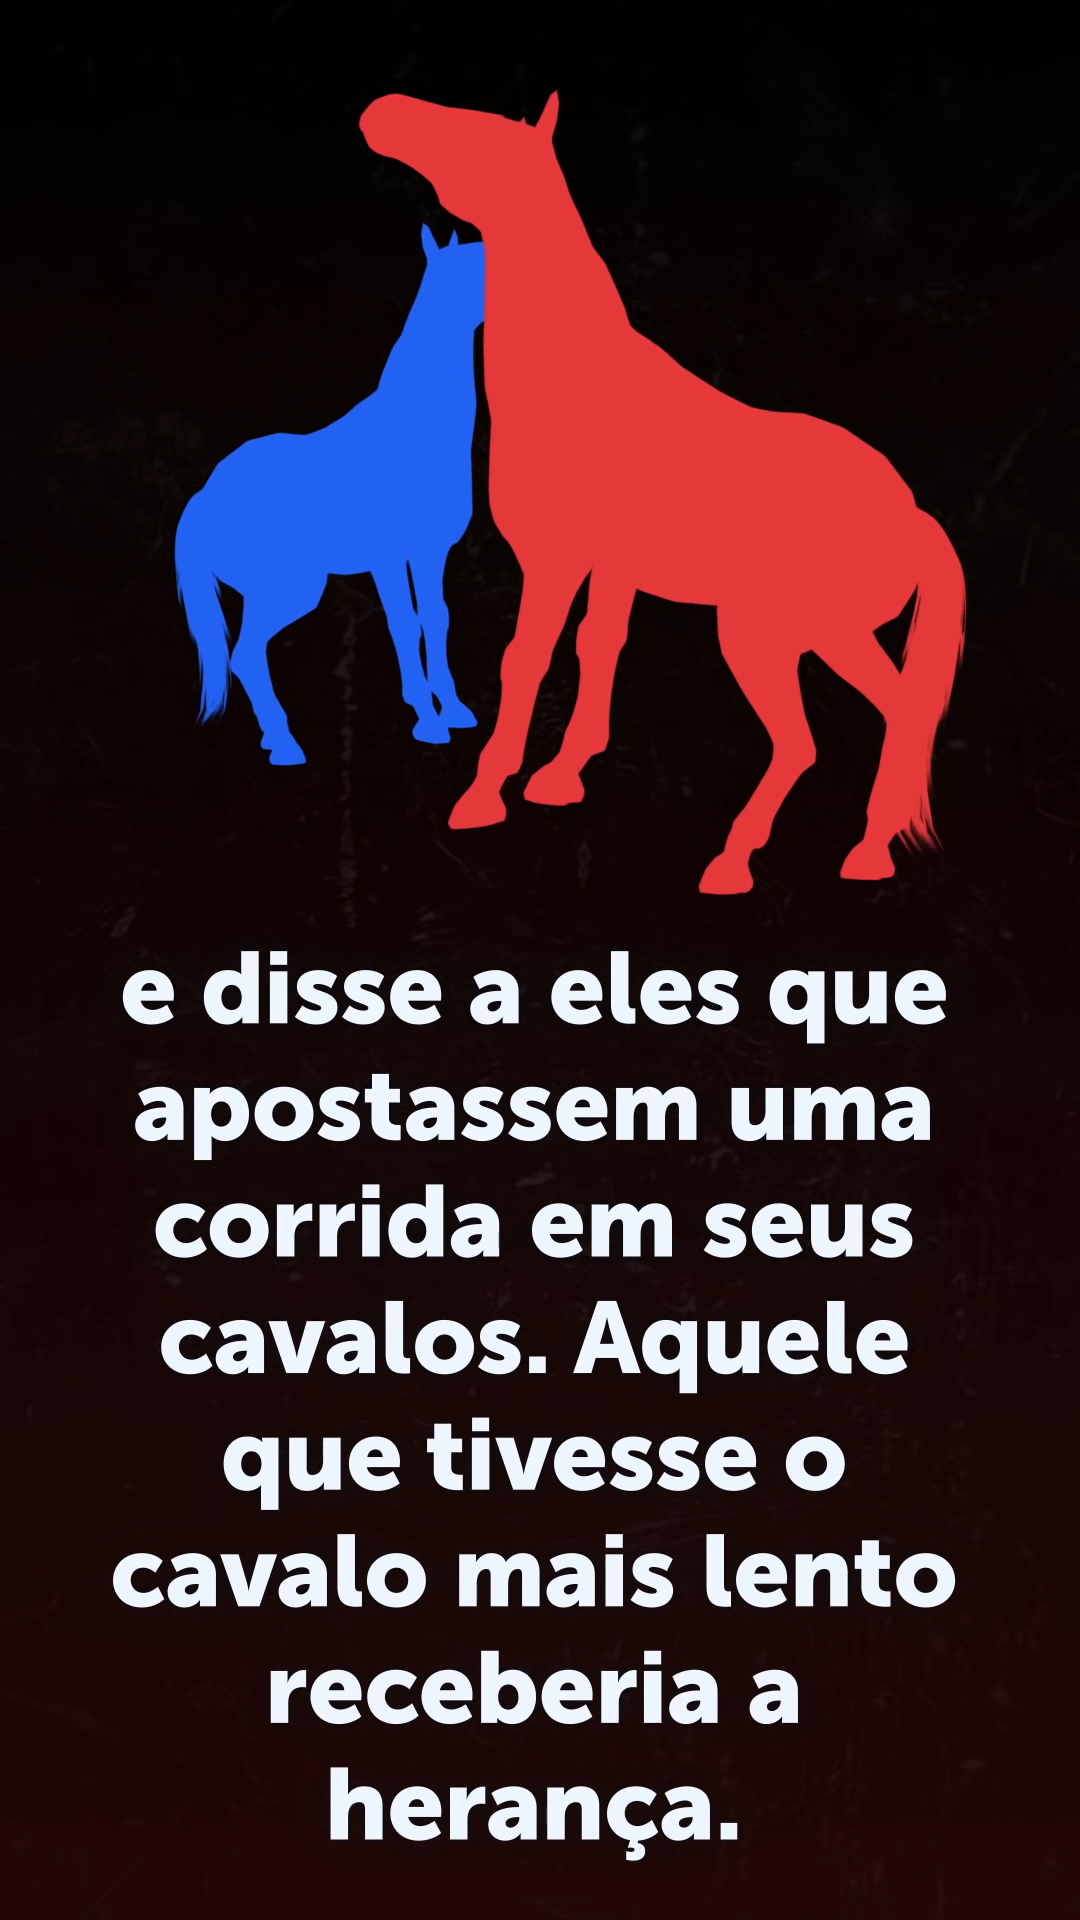 e disse a eles que
apostassem uma
corrida em seus
cavalos. Aquele
que tivesse o
cavalo mais lento
receberia a
herança.